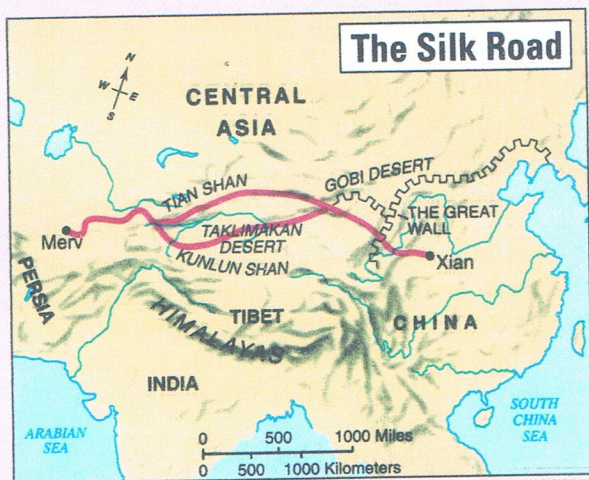 The Silk Road
N
W E
S
CENTRAL
ASIA
TIAN SHAN
GOBI DESERT
TAKLIMAKAN
DESERT
THE GREAT
WALL
Merv
KUNLUN SHAN
Xian
PERSIA
TIBET
CHINA
HIMALAYAS
INDIA
ARABIAN
SEA
SOUTH
CHINA
SEA
0 500 1000 Miles
0 500 1000 Kilometers